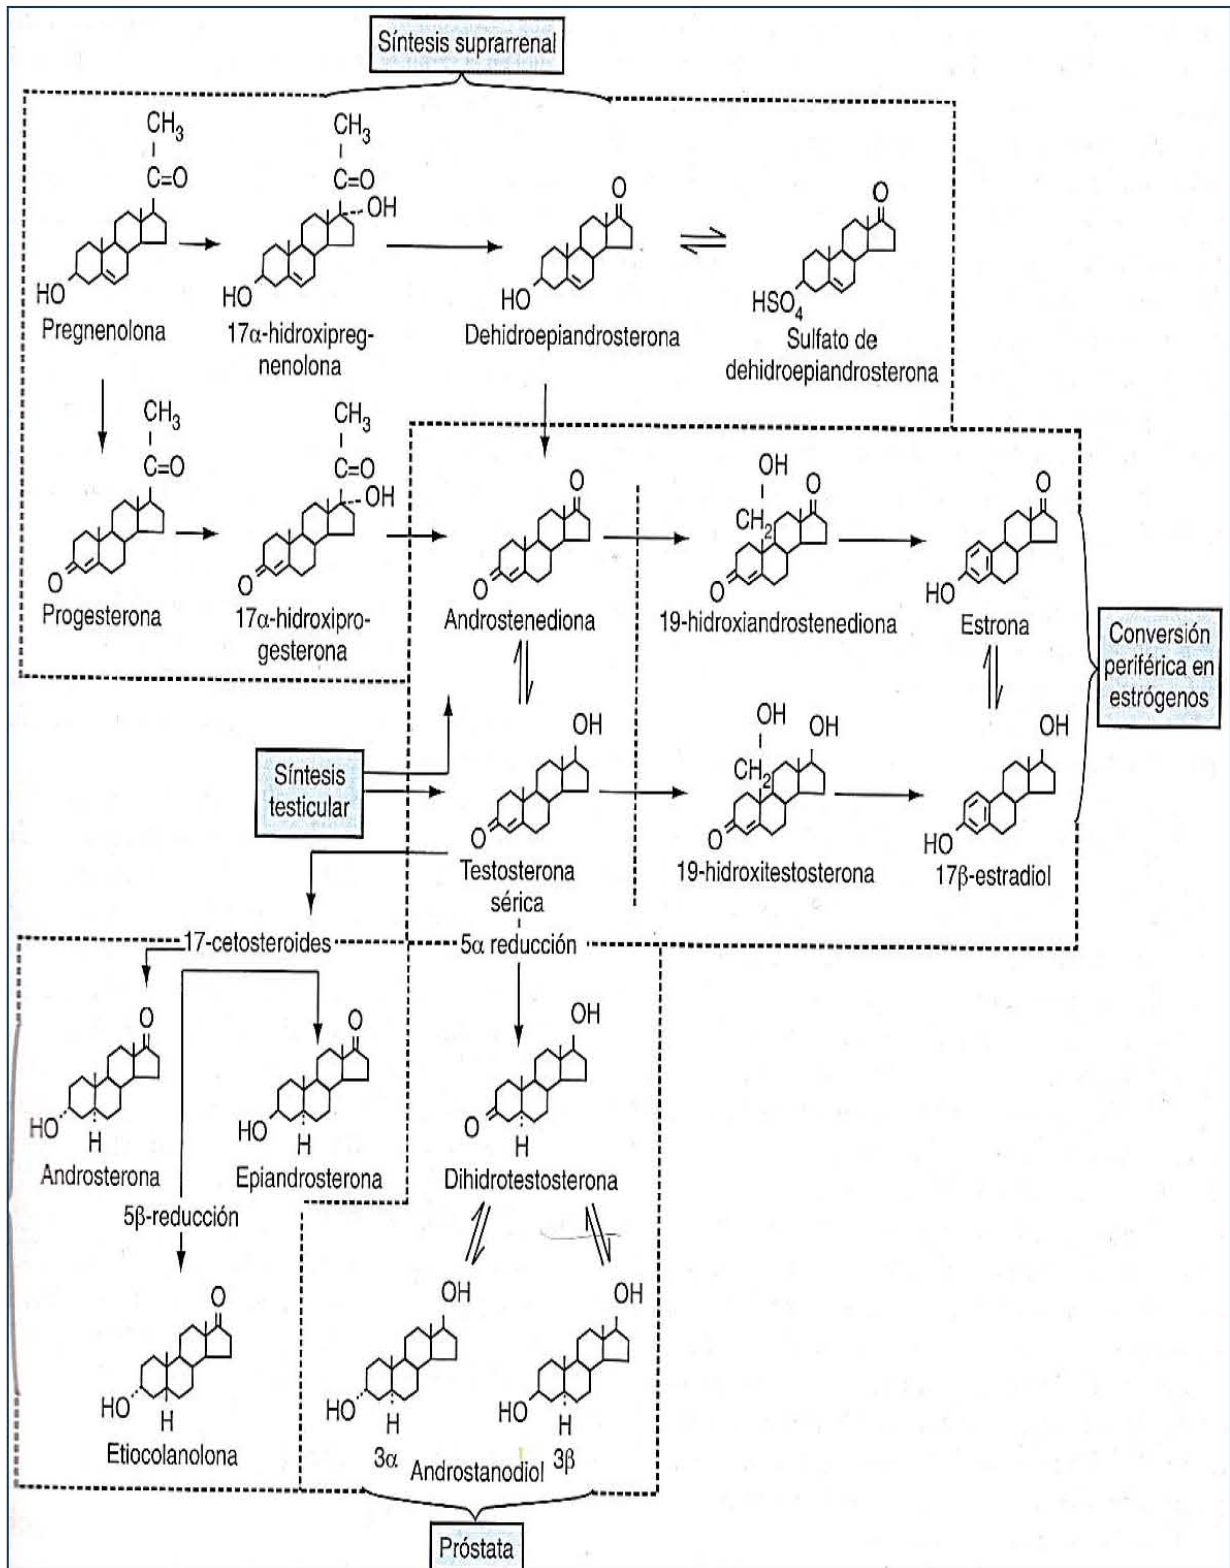 Síntesis suprarrenal
CH3
C=O
HO
Pregnenolona
CH3
C=O
OH
HO
17α-hidroxipreg-
nenolona
O
HO
Dehidroepiandrosterona
O
HSO4
Sulfato de
dehidroepiandrosterona
CH3
C=O
O
Progesterona
CH3
C=O
OH
O
17α-hidroxipro-
gesterona
O
O
Androstenediona
OH
CH2
O
O
19-hidroxiandrostenediona
O
HO
Estrona
Conversión
periférica en
estrógenos
Síntesis
testicular
OH
O
Testosterona
sérica
OH
CH2
OH
O
19-hidroxitestosterona
OH
HO
17β-estradiol
17-cetosteroides
5α reducción
O
HO
H
Androsterona
O
HO
H
Epiandrosterona
OH
O
H
Dihidrotestosterona
5β-reducción
O
HO
H
Etiocolanolona
OH
HO
H
3α
OH
HO
H
3β
Androstanodiol
Próstata